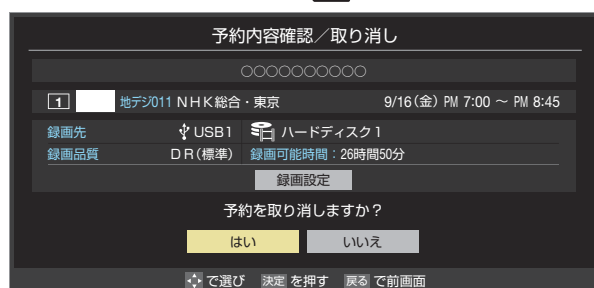 予約内容確認／取り消し
○○○○○○○○○○
1 地デジ011 NHK総合・東京 9/16(金) PM 7:00 ～ PM 8:45
録画先 USB1 ハードディスク1
録画品質 DR(標準) 録画可能時間：26時間50分
録画設定
予約を取り消しますか？
はい いいえ
で選び 決定 を押す 戻る で前画面